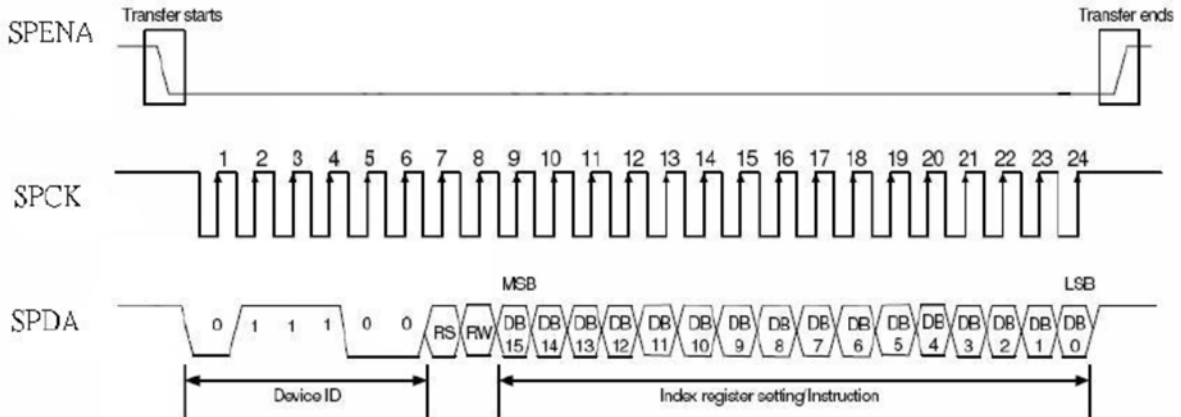 Transfer starts
Transfer ends
SPENA
1 2 3 4 5 6 7 8 9 10 11 12 13 14 15 16 17 18 19 20 21 22 23 24
SPCK
MSB
LSB
SPDA
0 1 1 1 0 0 RS RW DB 15 DB 14 DB 13 DB 12 DB 11 DB 10 DB 9 DB 8 DB 7 DB 6 DB 5 DB 4 DB 3 DB 2 DB 1 DB 0
Device ID
Index register setting/Instruction